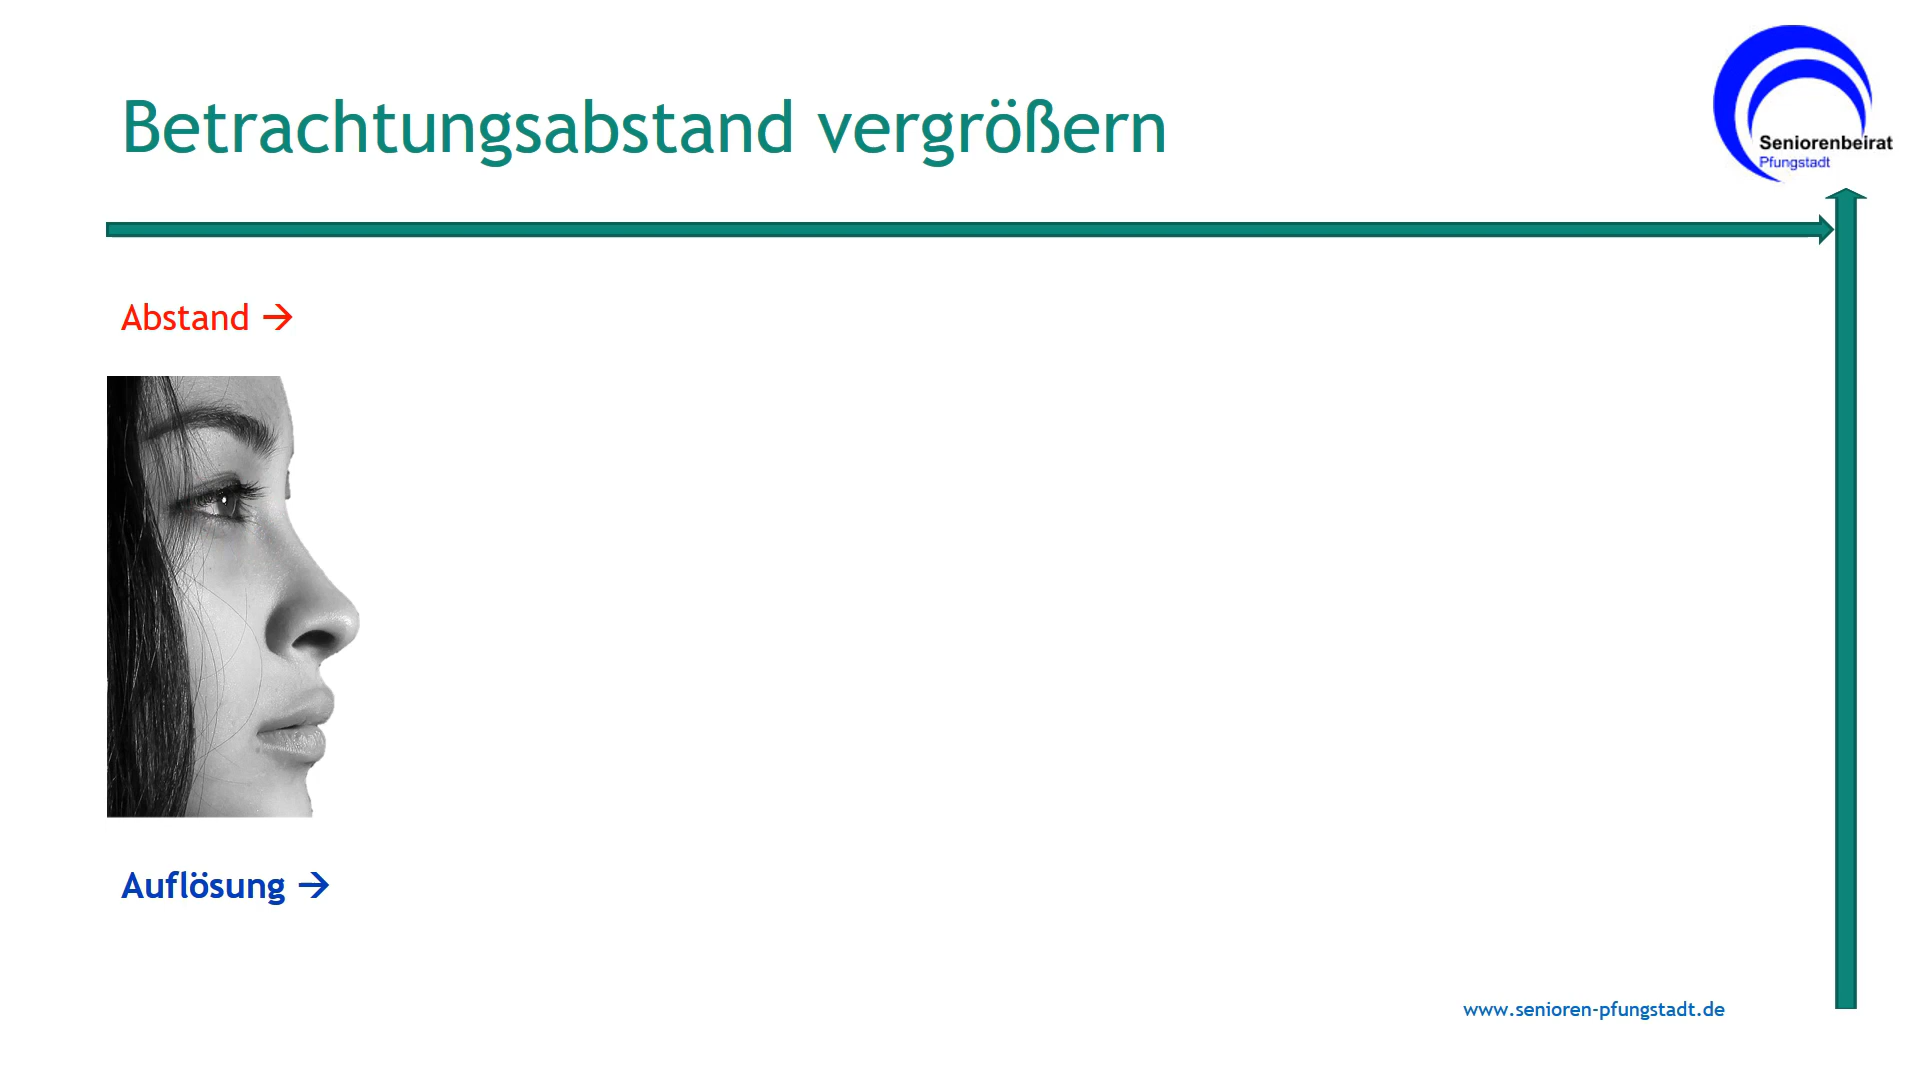 Betrachtungsabstand vergrößern
Seniorenbeirat
Pfungstadt
Abstand →
Auflösung →
www.senioren-pfungstadt.de